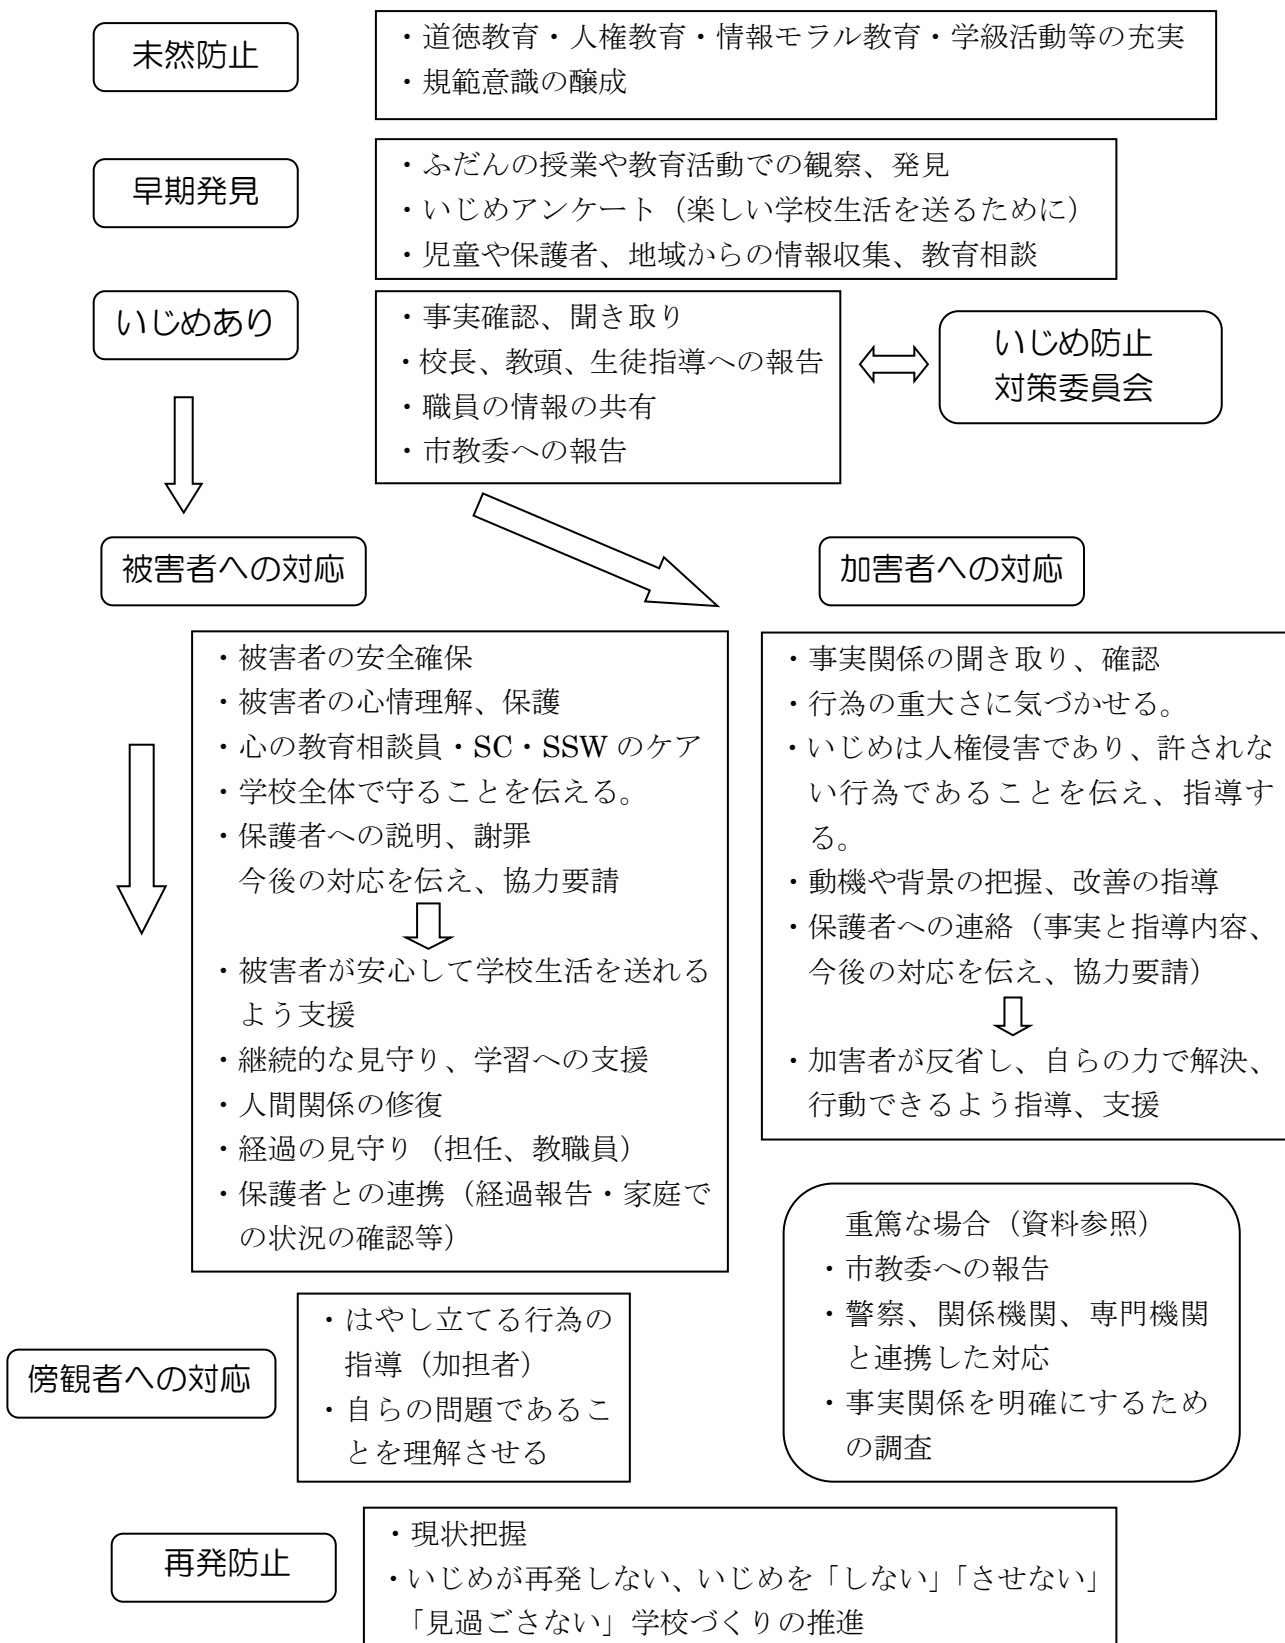 未然防止
・道徳教育・人権教育・情報モラル教育・学級活動等の充実
・規範意識の醸成
早期発見
・ふだんの授業や教育活動での観察、発見
・いじめアンケート（楽しい学校生活を送るために）
・児童や保護者、地域からの情報収集、教育相談
いじめあり
・事実確認、聞き取り
・校長、教頭、生徒指導への報告
・職員の情報の共有
・市教委への報告
いじめ防止
対策委員会
被害者への対応
・被害者の安全確保
・被害者の心情理解、保護
・心の教育相談員・SC・SSW のケア
・学校全体で守ることを伝える。
・保護者への説明、謝罪
今後の対応を伝え、協力要請
・被害者が安心して学校生活を送れる
よう支援
・継続的な見守り、学習への支援
・人間関係の修復
・経過の見守り（担任、教職員）
・保護者との連携（経過報告・家庭で
の状況の確認等）
加害者への対応
・事実関係の聞き取り、確認
・行為の重大さに気づかせる。
・いじめは人権侵害であり、許されな
い行為であることを伝え、指導す
る。
・動機や背景の把握、改善の指導
・保護者への連絡（事実と指導内容、
今後の対応を伝え、協力要請）
・加害者が反省し、自らの力で解決、
行動できるよう指導、支援
重篤な場合（資料参照）
・市教委への報告
・警察、関係機関、専門機関
と連携した対応
・事実関係を明確にするため
の調査
傍観者への対応
・はやし立てる行為の
指導（加担者）
・自らの問題であるこ
とを理解させる
再発防止
・現状把握
・いじめが再発しない、いじめを「しない」「させない」
「見過ごさない」学校づくりの推進